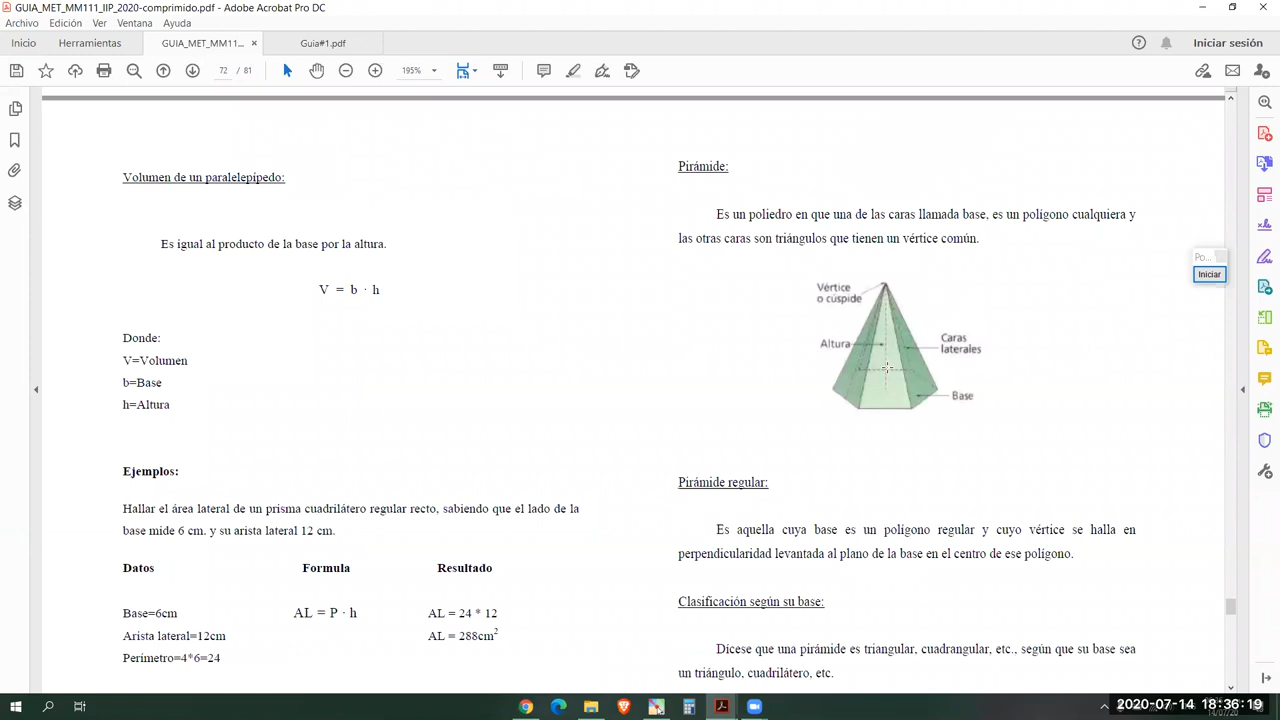 GUIA_MET_MM111_IIP_2020-comprimido.pdf - Adobe Acrobat Pro DC
Archivo Edición Ver Ventana Ayuda
Inicio Herramientas GUIA_MET_MM11... × Guia#1.pdf Iniciar sesión
72 / 81 195%
Volumen de un paralelepípedo:
Es igual al producto de la base por la altura.
V = b · h
Donde:
V=Volumen
b=Base
h=Altura
Ejemplos:
Hallar el área lateral de un prisma cuadrilátero regular recto, sabiendo que el lado de la
base mide 6 cm. y su arista lateral 12 cm.
Datos Formula Resultado
Base=6cm AL = P · h AL = 24 * 12
Arista lateral=12cm AL = 288cm²
Perímetro=4*6=24
Pirámide:
Es un poliedro en que una de las caras llamada base, es un polígono cualquiera y
las otras caras son triángulos que tienen un vértice común.
Vértice
o cúspide
Altura
Caras
laterales
Base
Pirámide regular:
Es aquella cuya base es un polígono regular y cuyo vértice se halla en
perpendicularidad levantada al plano de la base en el centro de ese polígono.
Clasificación según su base:
Dícese que una pirámide es triangular, cuadrangular, etc., según que su base sea
un triángulo, cuadrilátero, etc.
Po...
Iniciar
2020-07-14 18:36:19